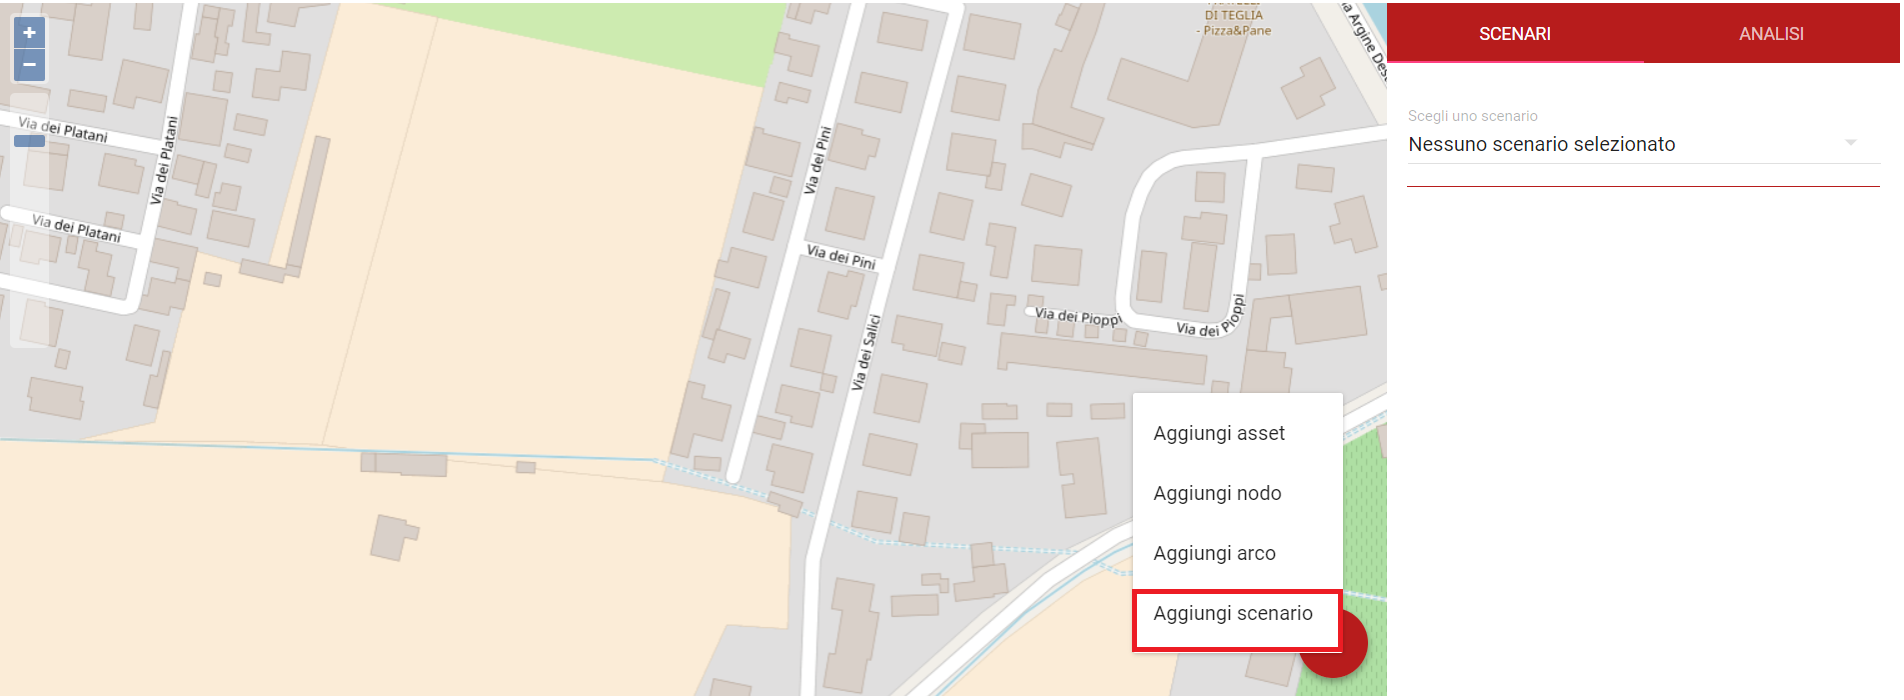 DI TEGLIA
- Pizza&Pane
SCENARI
ANALISI
Scegli uno scenario
Nessuno scenario selezionato
+
−
Via dei Platani
Via dei Platani
Via dei Platani
Via dei Pini
Via dei Pini
Via dei Salici
Via dei Pioppi
Via dei Pioppi
Argine
Aggiungi asset
Aggiungi nodo
Aggiungi arco
Aggiungi scenario